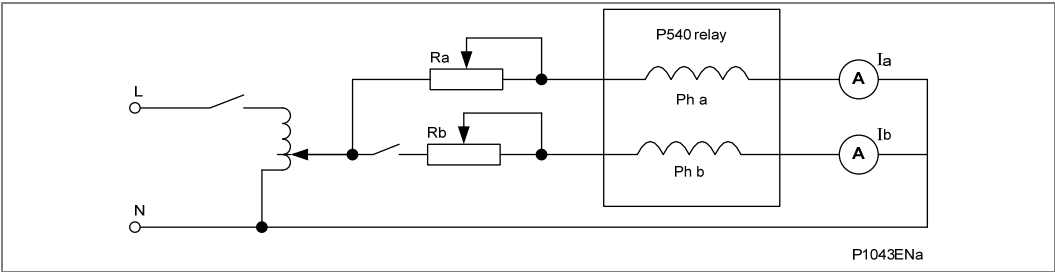 P540 relay
Ra
Ia
A
Ph a
L
Rb
Ib
A
Ph b
N
P1043ENa